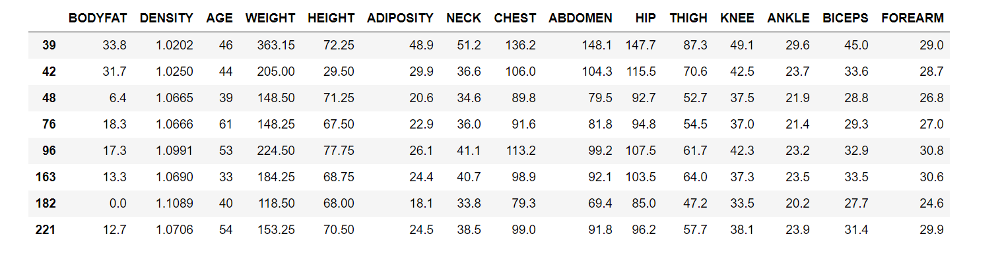 BODYFAT DENSITY AGE WEIGHT HEIGHT ADIPOSITY NECK CHEST ABDOMEN HIP THIGH KNEE ANKLE BICEPS FOREARM
39 33.8 1.0202 46 363.15 72.25 48.9 51.2 136.2 148.1 147.7 87.3 49.1 29.6 45.0 29.0
42 31.7 1.0250 44 205.00 29.50 29.9 36.6 106.0 104.3 115.5 70.6 42.5 23.7 33.6 28.7
48 6.4 1.0665 39 148.50 71.25 20.6 34.6 89.8 79.5 92.7 52.7 37.5 21.9 28.8 26.8
76 18.3 1.0666 61 148.25 67.50 22.9 36.0 91.6 81.8 94.8 54.5 37.0 21.4 29.3 27.0
96 17.3 1.0991 53 224.50 77.75 26.1 41.1 113.2 99.2 107.5 61.7 42.3 23.2 32.9 30.8
163 13.3 1.0690 33 184.25 68.75 24.4 40.7 98.9 92.1 103.5 64.0 37.3 23.5 33.5 30.6
182 0.0 1.1089 40 118.50 68.00 18.1 33.8 79.3 69.4 85.0 47.2 33.5 20.2 27.7 24.6
221 12.7 1.0706 54 153.25 70.50 24.5 38.5 99.0 91.8 96.2 57.7 38.1 23.9 31.4 29.9